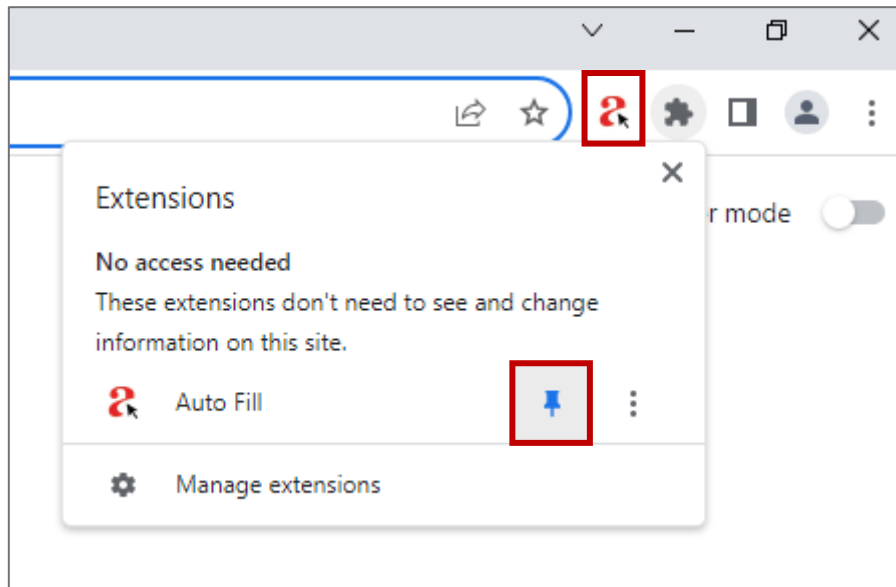 r mode
Extensions
No access needed
These extensions don't need to see and change
information on this site.
Auto Fill
Manage extensions